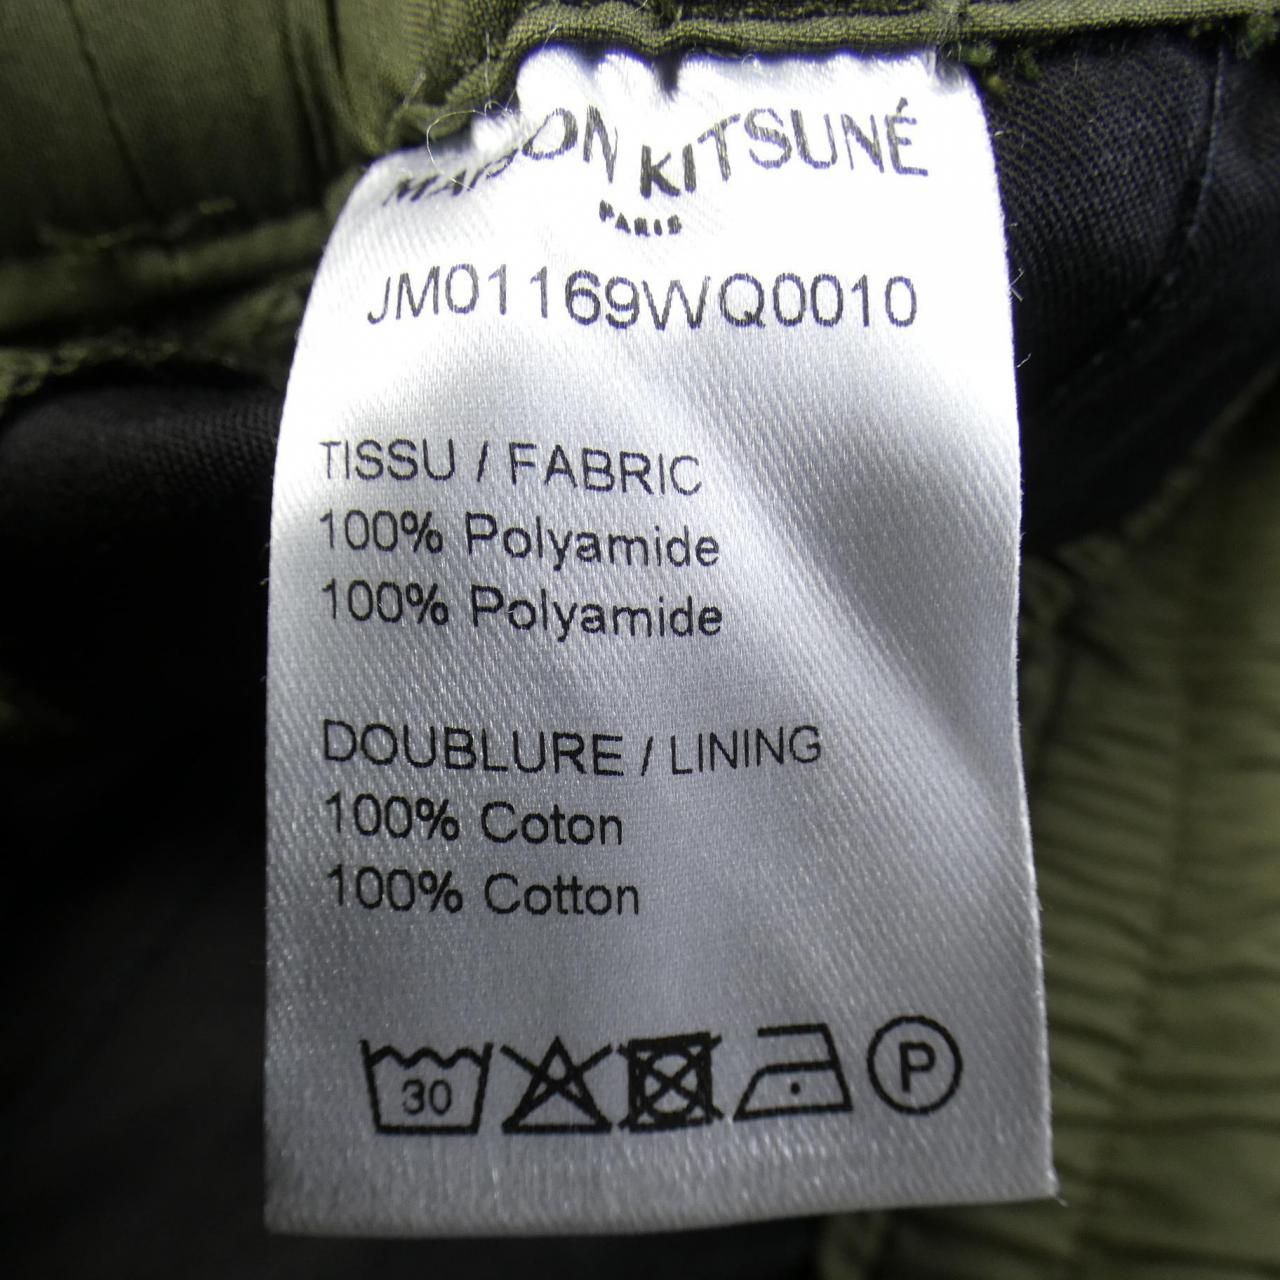 MAISON KITSUNÉ
PARIS
JM01169WQ0010
TISSU / FABRIC
100% Polyamide
100% Polyamide
DOUBLURE / LINING
100% Coton
100% Cotton
30
P